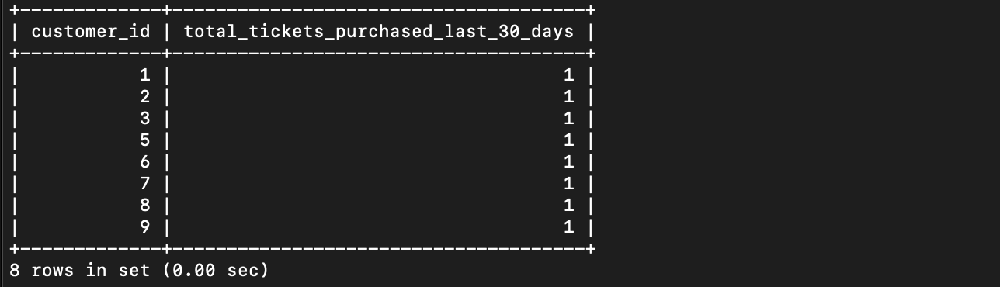 +-------------+--------------------------------------+
| customer_id | total_tickets_purchased_last_30_days |
+-------------+--------------------------------------+
|           1 |                                    1 |
|           2 |                                    1 |
|           3 |                                    1 |
|           5 |                                    1 |
|           6 |                                    1 |
|           7 |                                    1 |
|           8 |                                    1 |
|           9 |                                    1 |
+-------------+--------------------------------------+
8 rows in set (0.00 sec)